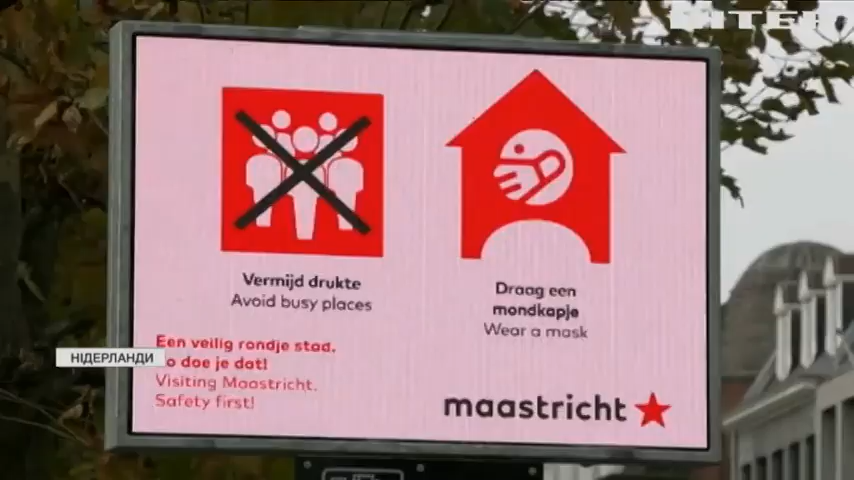 ІНТЕР
Vermijd drukte
Avoid busy places
Draag een
mondkapje
Wear a mask
Een veilig rondje stad.
o doe je dat!
Visiting Maastricht.
Safety first!
НІДЕРЛАНДИ
maastricht